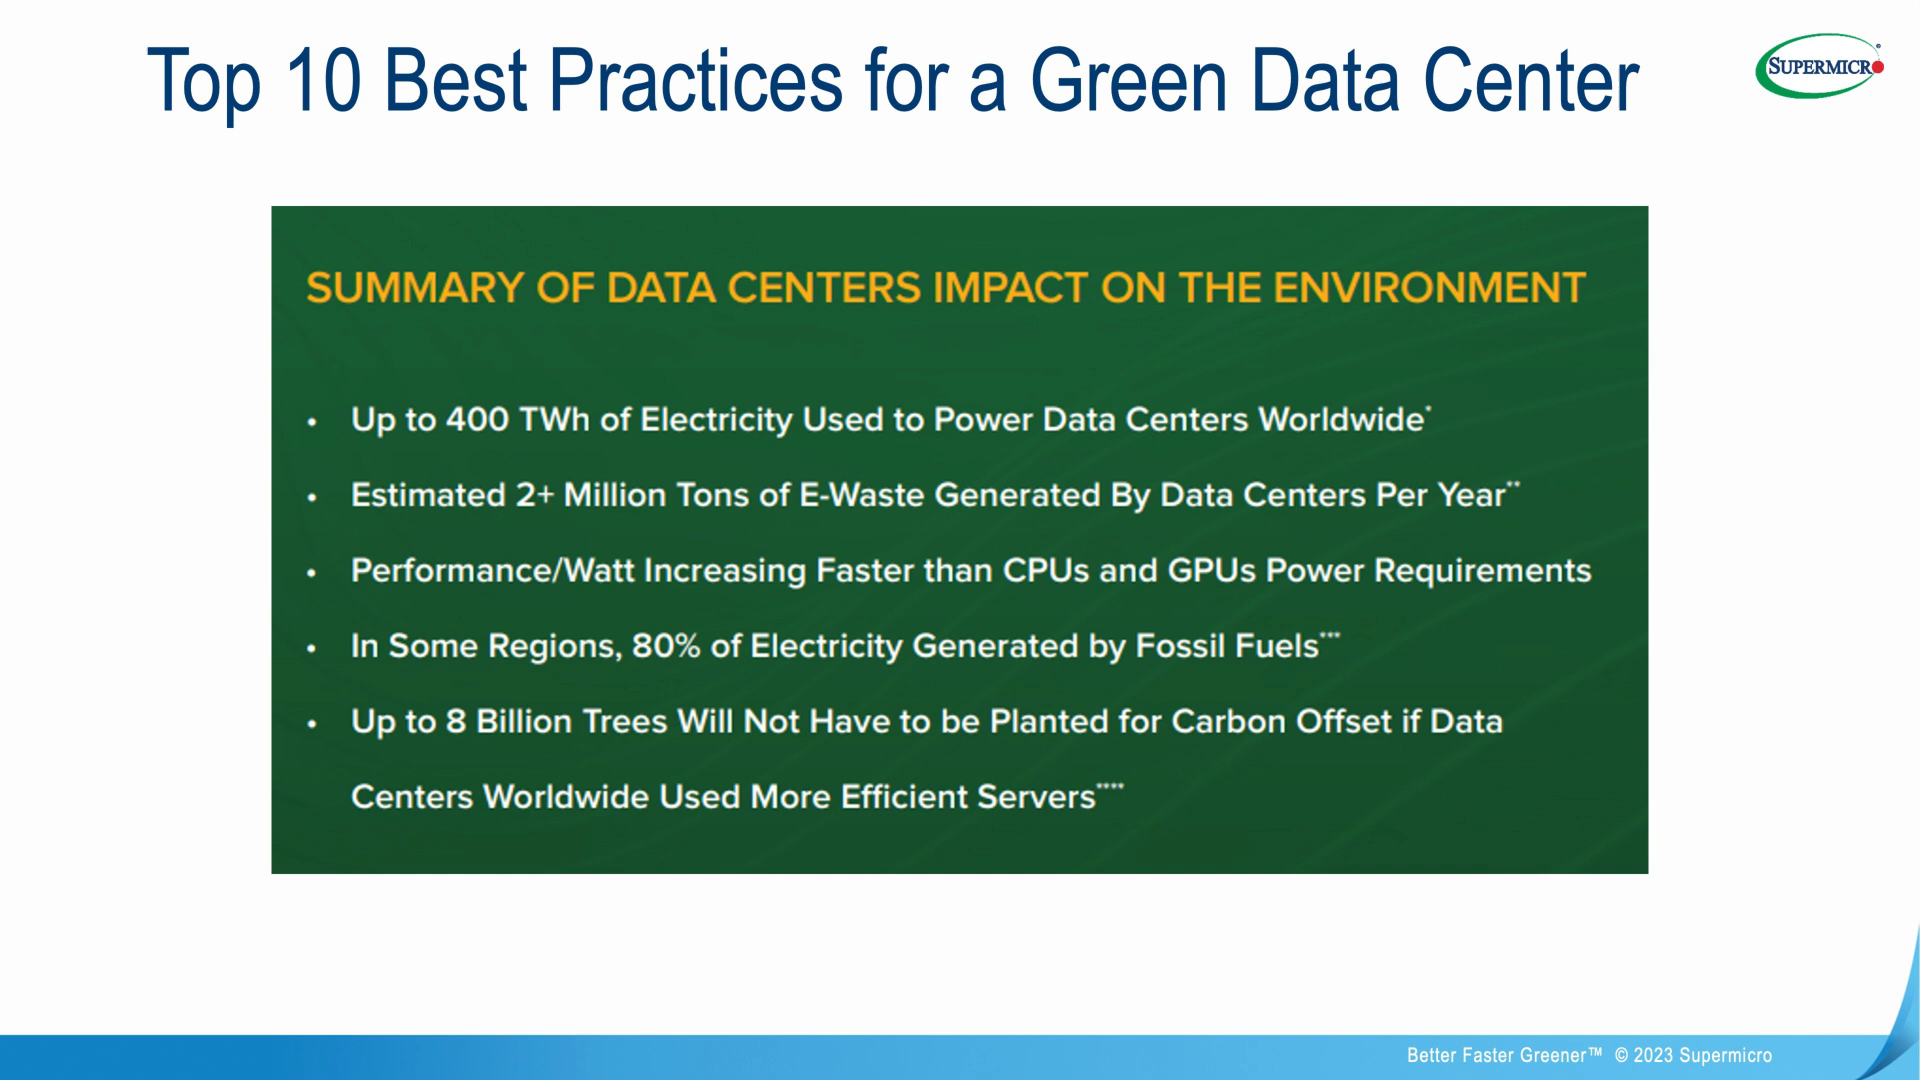 Top 10 Best Practices for a Green Data Center
SUPERMICR®
SUMMARY OF DATA CENTERS IMPACT ON THE ENVIRONMENT
• Up to 400 TWh of Electricity Used to Power Data Centers Worldwide*
• Estimated 2+ Million Tons of E-Waste Generated By Data Centers Per Year**
• Performance/Watt Increasing Faster than CPUs and GPUs Power Requirements
• In Some Regions, 80% of Electricity Generated by Fossil Fuels***
• Up to 8 Billion Trees Will Not Have to be Planted for Carbon Offset if Data
Centers Worldwide Used More Efficient Servers****
Better Faster Greener™ © 2023 Supermicro